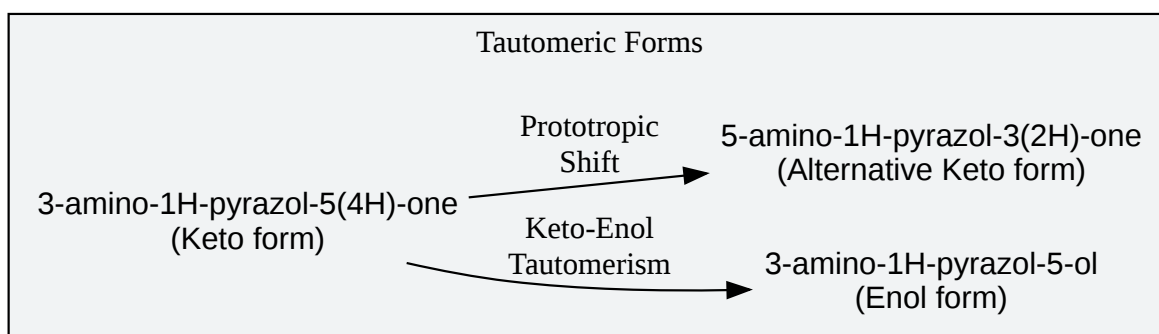 Tautomeric Forms
Prototropic
Shift
5-amino-1H-pyrazol-3(2H)-one
(Alternative Keto form)
3-amino-1H-pyrazol-5(4H)-one
(Keto form)
Keto-Enol
Tautomerism
3-amino-1H-pyrazol-5-ol
(Enol form)